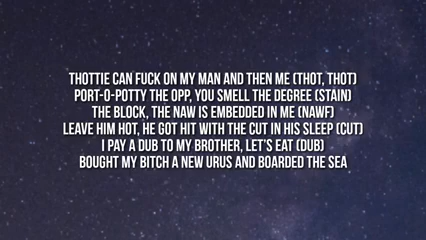 THOTTIE CAN FUCK ON MY MAN AND THEN ME (THOT, THOT)
PORT-O-POTTY THE OPP, YOU SMELL THE DEGREE (STAIN)
THE BLOCK, THE NAW IS EMBEDDED IN ME (NAWF)
LEAVE HIM HOT, HE GOT HIT WITH THE CUT IN HIS SLEEP (CUT)
I PAY A DUB TO MY BROTHER, LET'S EAT (DUB)
BOUGHT MY BITCH A NEW URUS AND BOARDED THE SEA